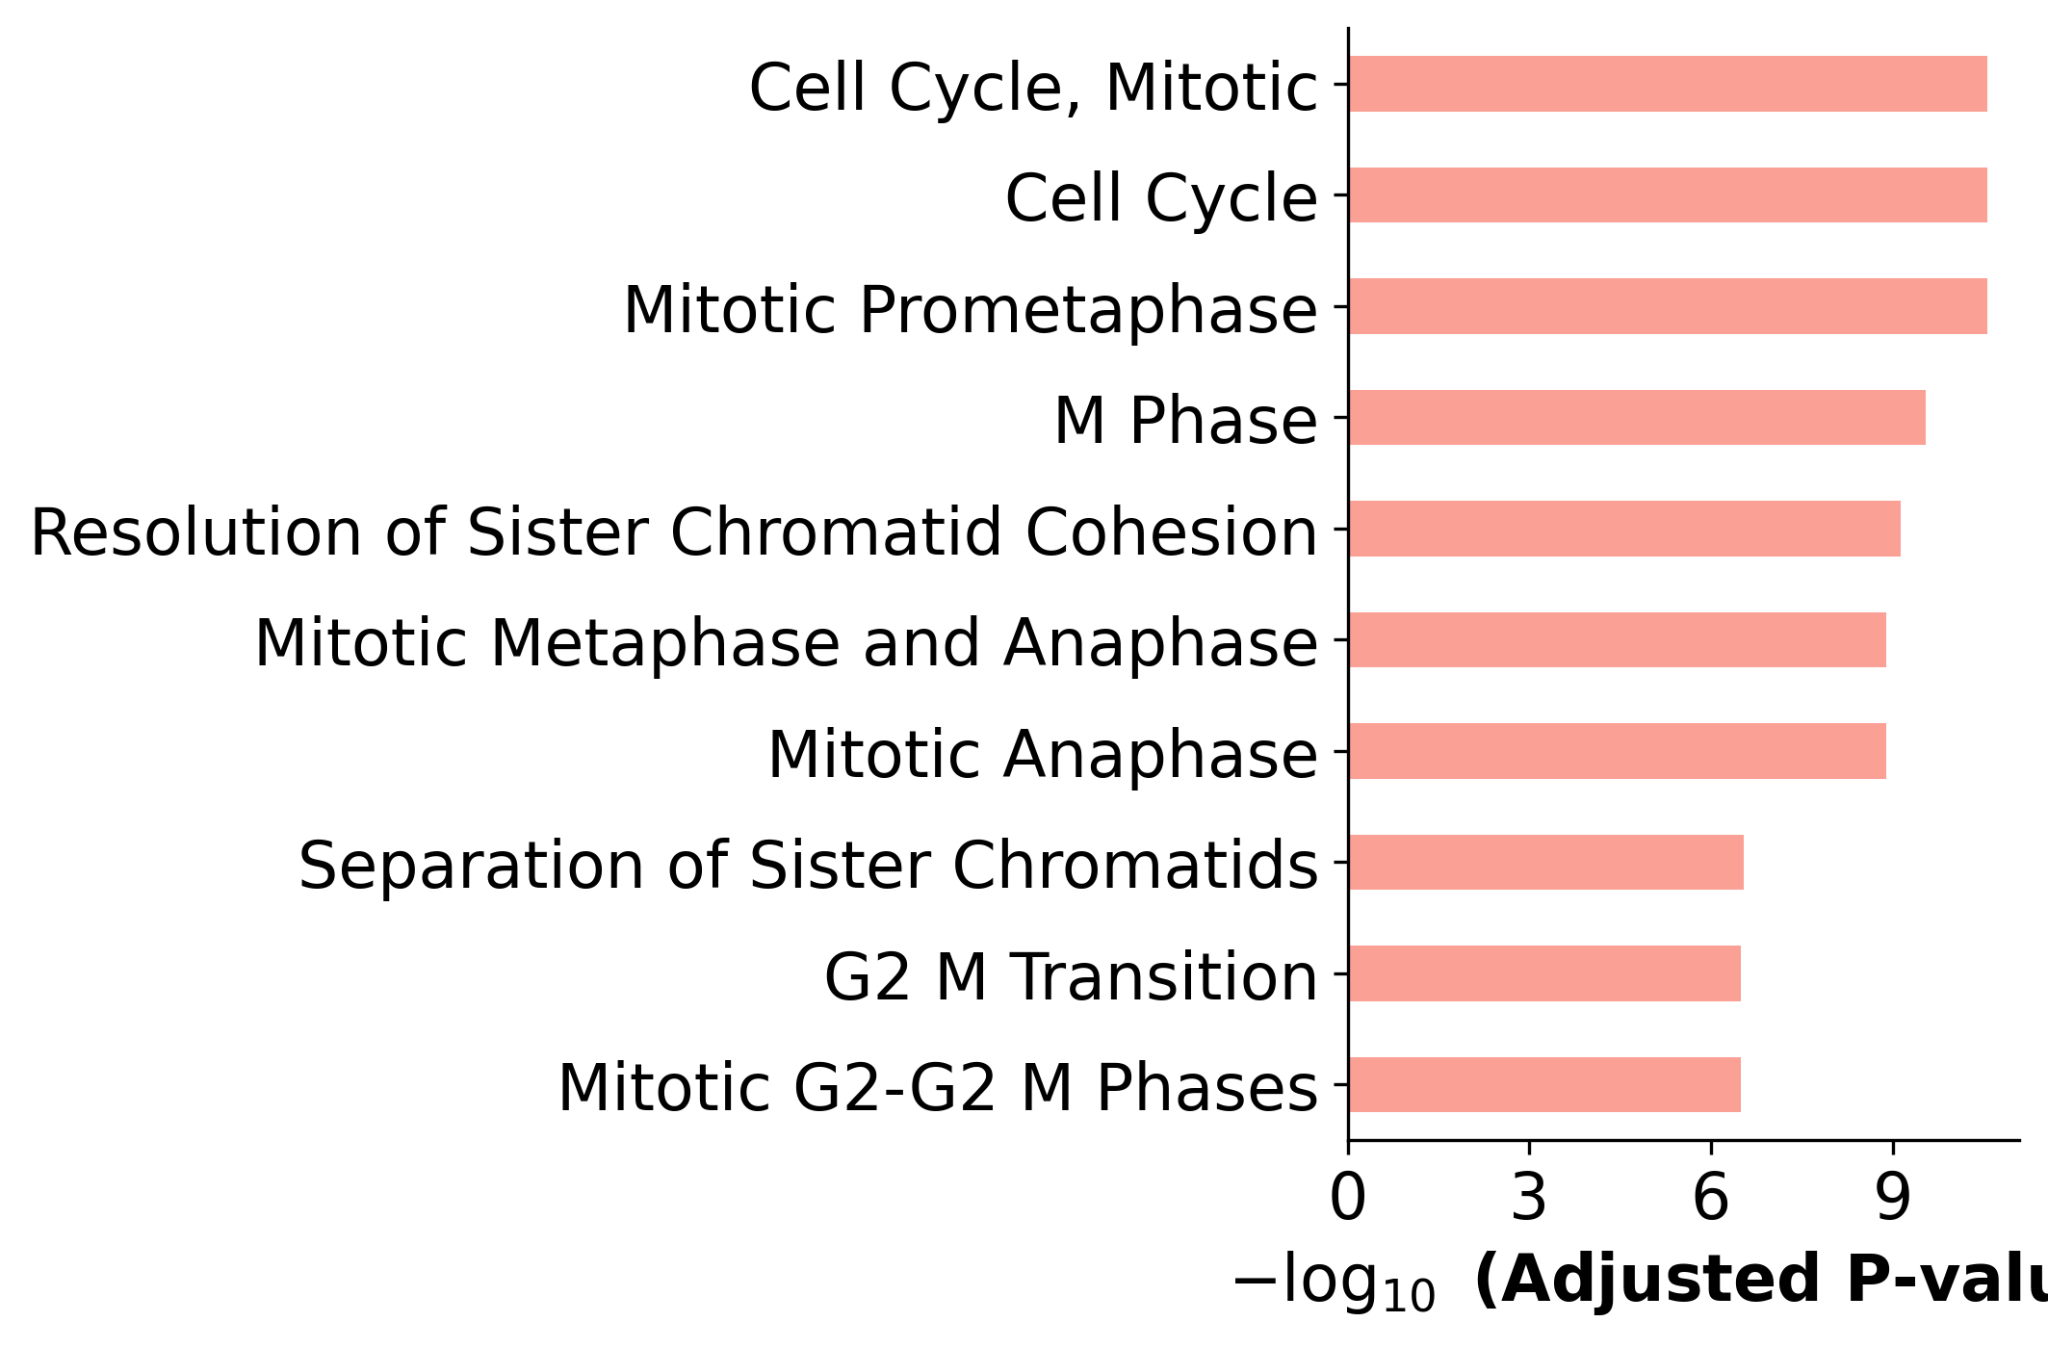 Cell Cycle, Mitotic
Cell Cycle
Mitotic Prometaphase
M Phase
Resolution of Sister Chromatid Cohesion
Mitotic Metaphase and Anaphase
Mitotic Anaphase
Separation of Sister Chromatids
G2 M Transition
Mitotic G2-G2 M Phases
0 3 6 9
−log₁₀ (Adjusted P-valu